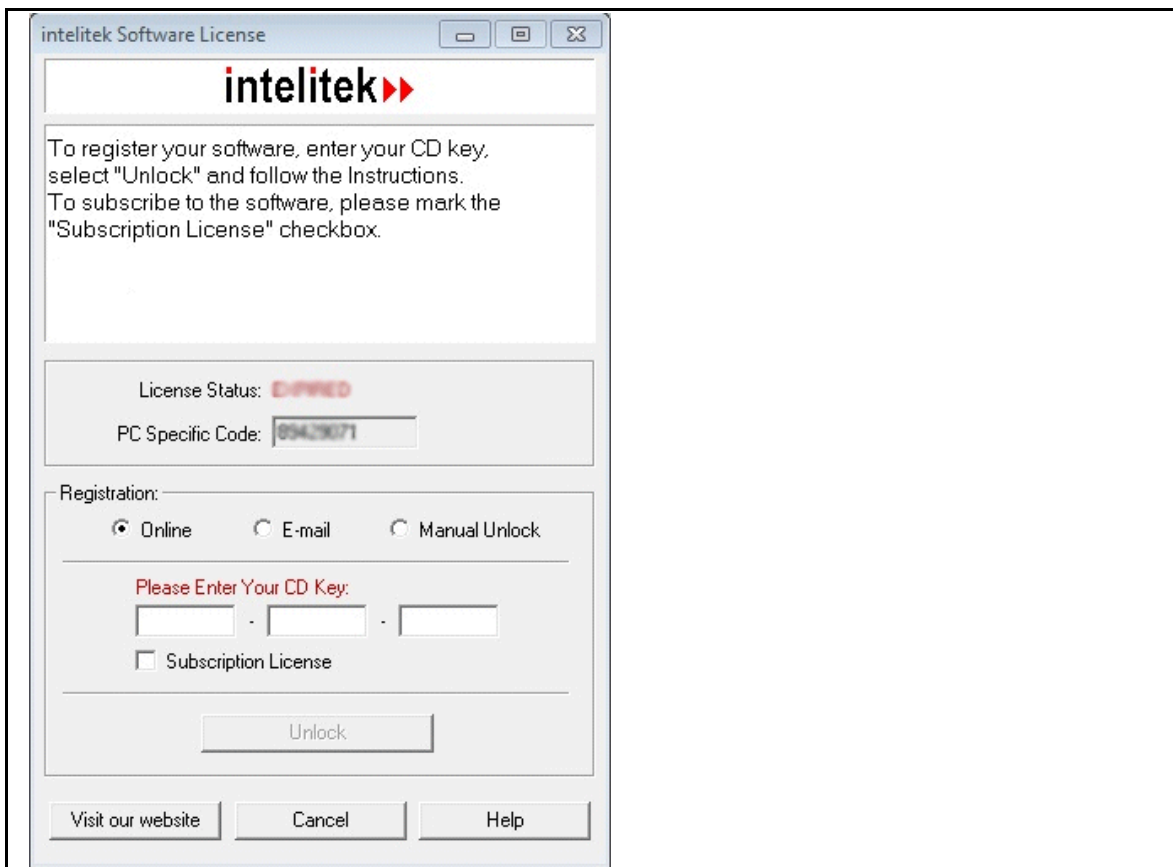 intelitek Software License
intelitek
To register your software, enter your CD key,
select "Unlock" and follow the Instructions.
To subscribe to the software, please mark the
"Subscription License" checkbox.
License Status: EXPIRED
PC Specific Code:
Registration:
Online E-mail Manual Unlock
Please Enter Your CD Key:
- -
Subscription License
Unlock
Visit our website Cancel Help